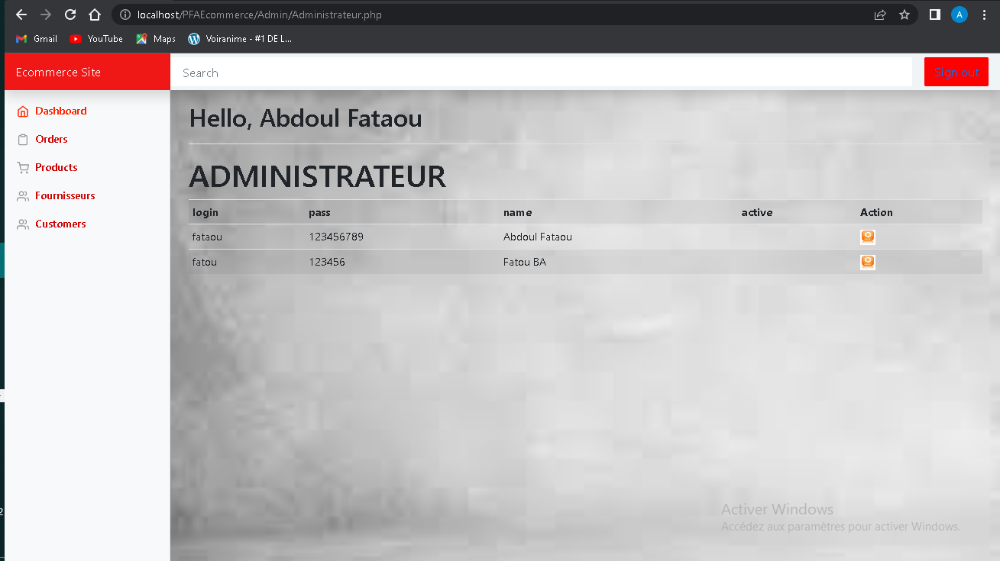 localhost/PFAEcommerce/Admin/Administrateur.php
A
Gmail YouTube Maps Voiranime - #1 DE L...
Ecommerce Site
Search
Sign out
Dashboard
Orders
Products
Fournisseurs
Customers
Hello, Abdoul Fataou
ADMINISTRATEUR
login pass name active Action
fataou 123456789 Abdoul Fataou
fatou 123456 Fatou BA
Activer Windows
Accédez aux paramètres pour activer Windows.
2